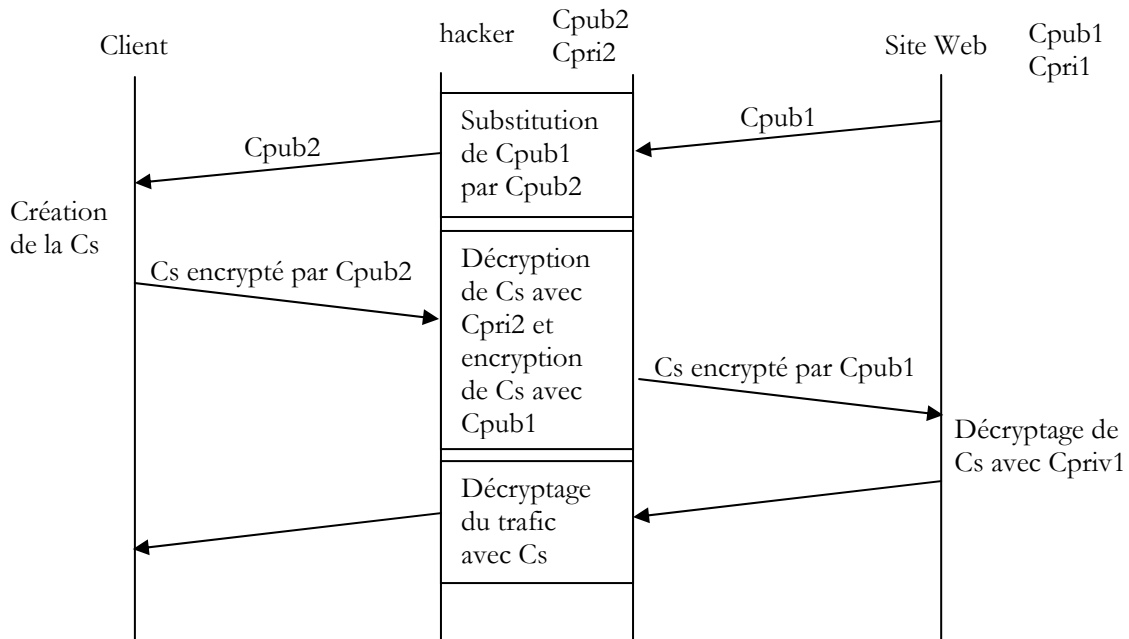 Client
hacker
Cpub2
Cpri2
Site Web
Cpub1
Cpri1
Substitution
de Cpub1
par Cpub2
Cpub1
Cpub2
Création
de la Cs
Cs encrypté par Cpub2
Décryption
de Cs avec
Cpri2 et
encryption
de Cs avec
Cpub1
Cs encrypté par Cpub1
Décryptage de
Cs avec Cpriv1
Décryptage
du trafic
avec Cs